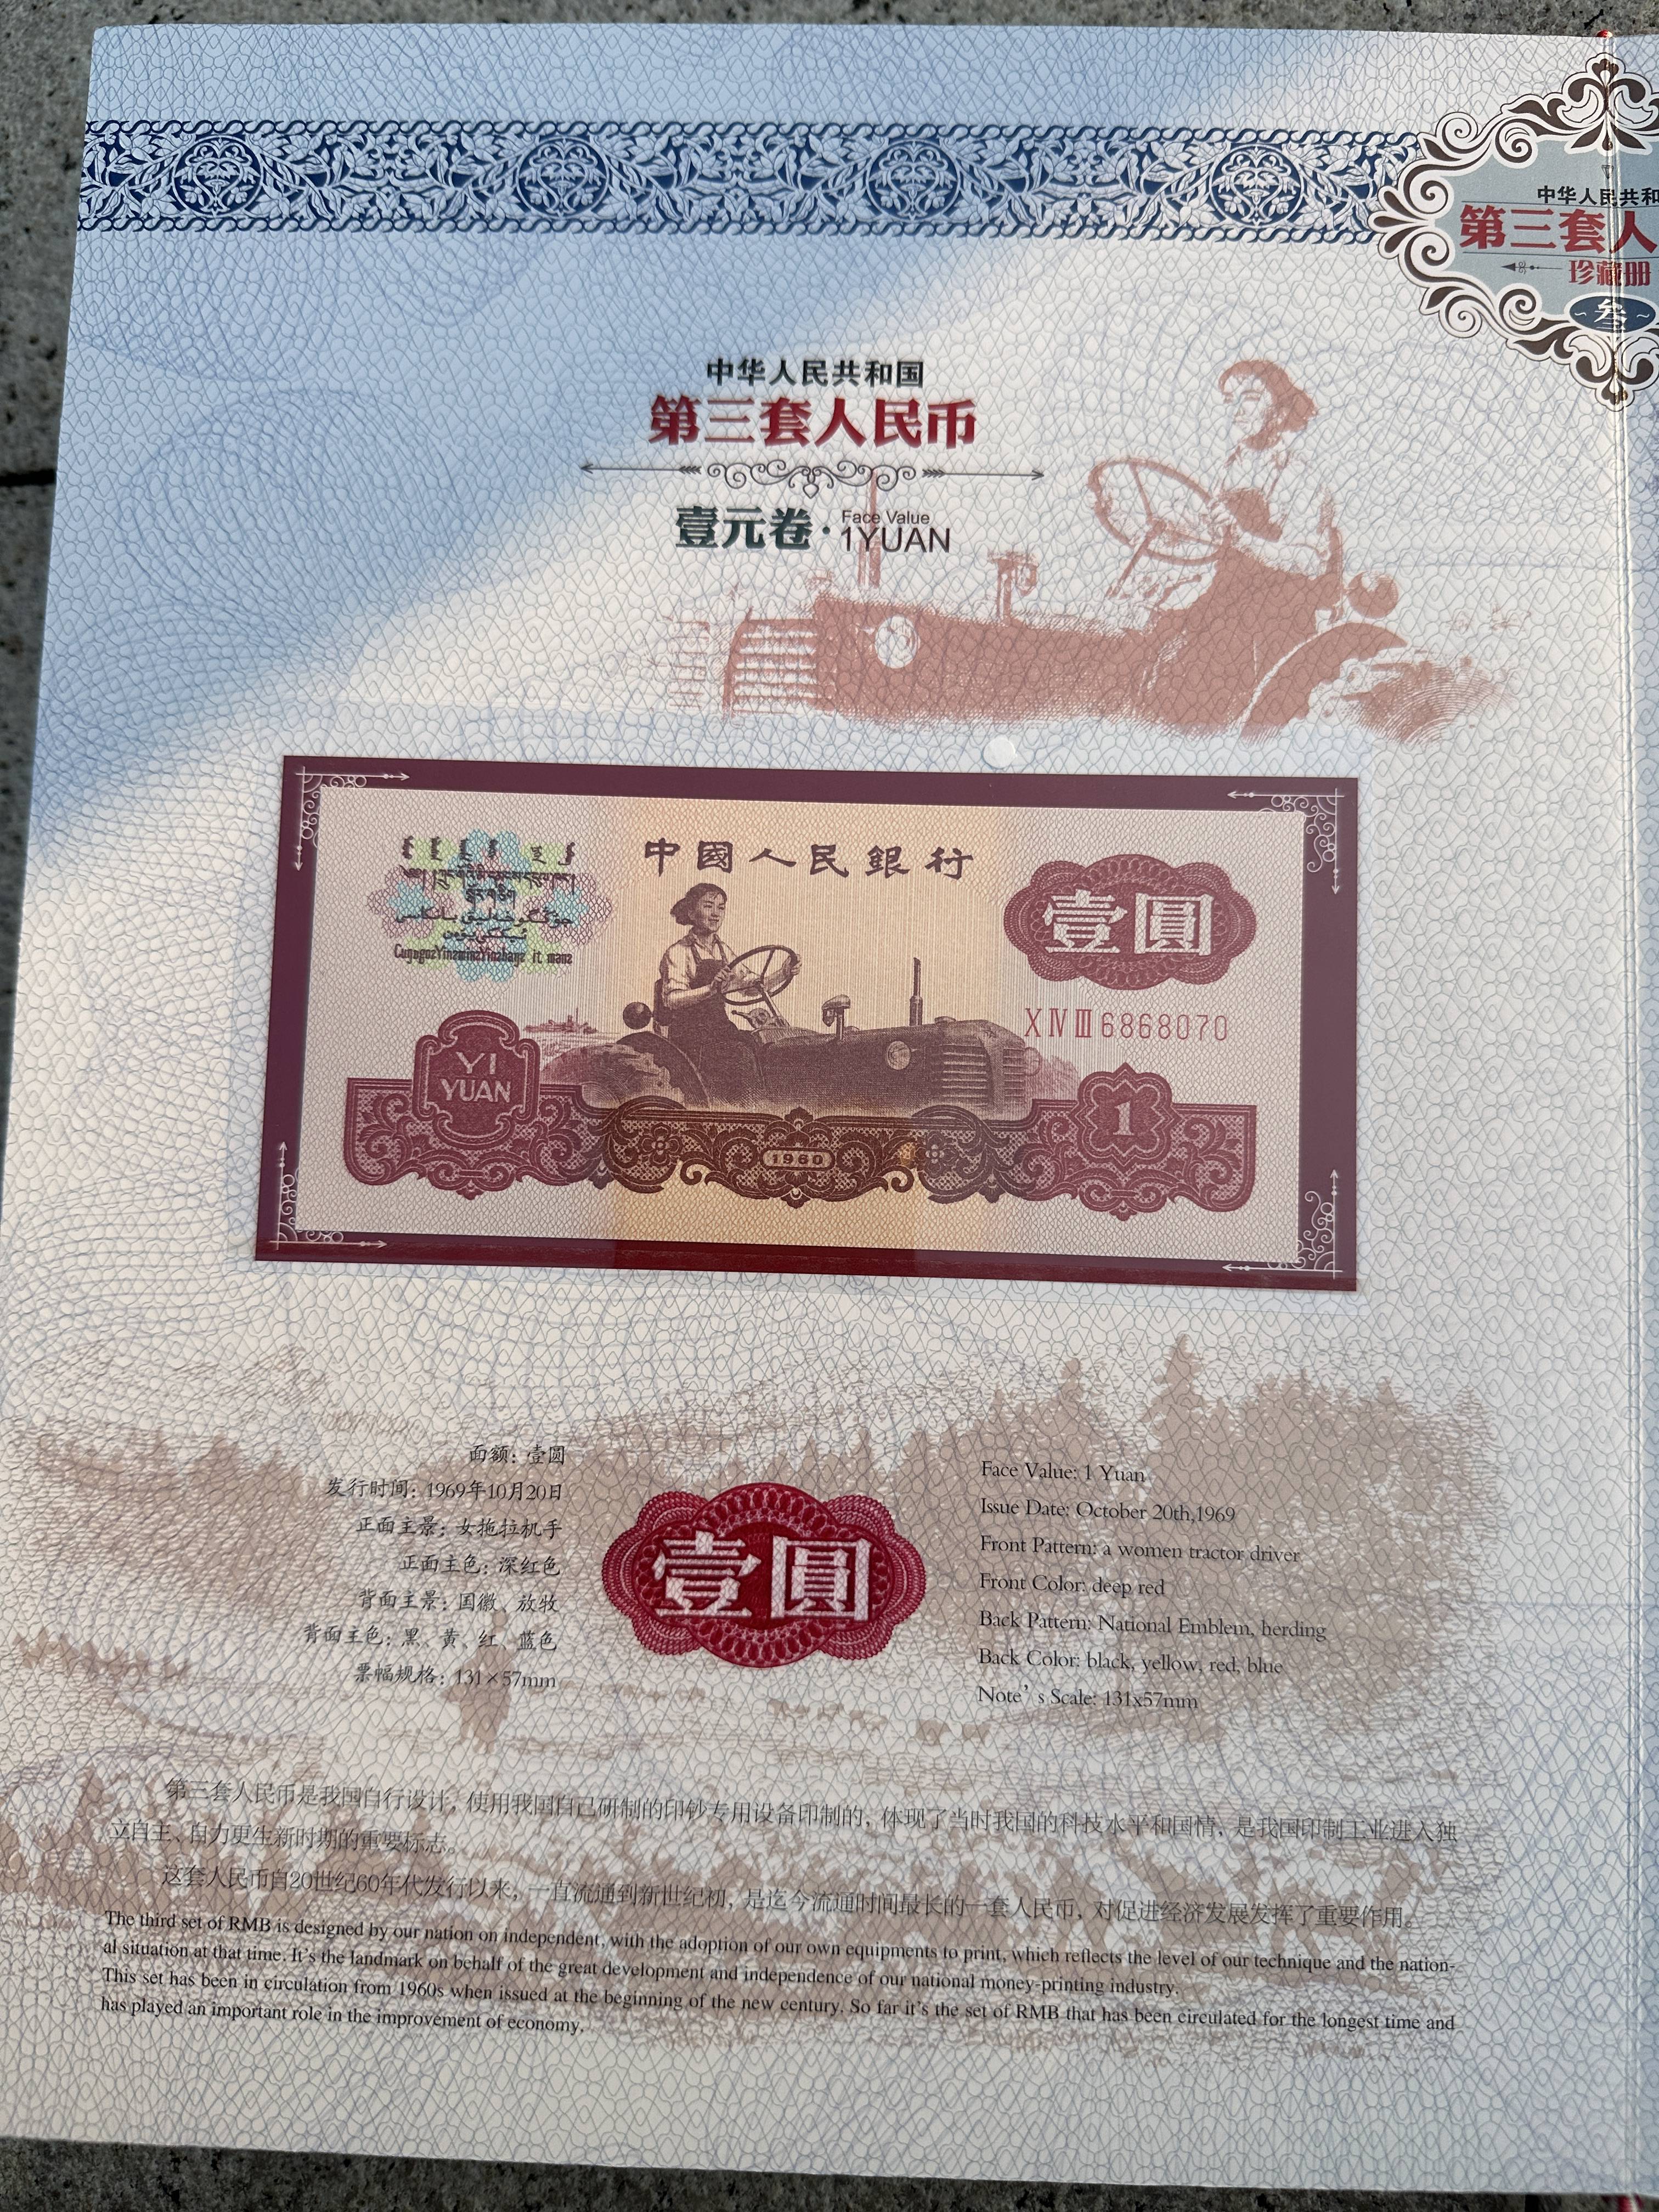 中华人民共和
第三套人
珍藏册
~叁~
中华人民共和国
第三套人民币
壹元卷·Face Value
1YUAN
中國人民銀行
壹圓
CunggozYinzminzYinzhangz it maenz
XⅣⅢ6868070
YI
YUAN
1
1960
面额：壹圆
发行时间：1969年10月20日
正面主景：女拖拉机手
正面主色：深红色
背面主景：国徽、放牧
背面主色：黑、黄、红、蓝色
票幅规格：131×57mm
壹圓
Face Value: 1 Yuan
Issue Date: October 20th,1969
Front Pattern: a women tractor driver
Front Color: deep red
Back Pattern: National Emblem, herding
Back Color: black, yellow, red, blue
Note’s Scale: 131x57mm
第三套人民币是我国自行设计，使用我国自己研制的印钞专用设备印制的，体现了当时我国的科技水平和国情，是我国印制工业进入独
立自主、自力更生新时期的重要标志。
这套人民币自20世纪60年代发行以来，一直流通到新世纪初，是迄今流通时间最长的一套人民币，对促进经济发展发挥了重要作用。
The third set of RMB is designed by our nation on independent, with the adoption of our own equipments to print, which reflects the level of our technique and the nation-
al situation at that time. It’s the landmark on behalf of the great development and independence of our national money-printing industry.
This set has been in circulation from 1960s when issued at the beginning of the new century. So far it’s the set of RMB that has been circulated for the longest time and
has played an important role in the improvement of economy.